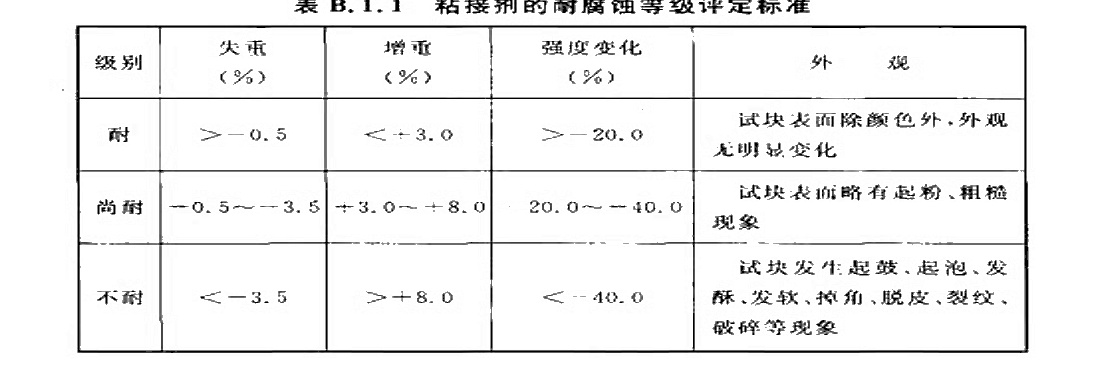 表 B.1.1 粘接剂的耐腐蚀等级评定标准
级别 失重（%） 增重（%） 强度变化（%） 外 观
耐 >-0.5 <+3.0 >-20.0 试块表面除颜色外,外观无明显变化
尚耐 -0.5～-3.5 +3.0～+8.0 20.0～-40.0 试块表面略有起粉、粗糙现象
不耐 <-3.5 >+8.0 <-40.0 试块发生起鼓、起泡、发酥、发软、掉角、脱皮、裂纹、破碎等现象